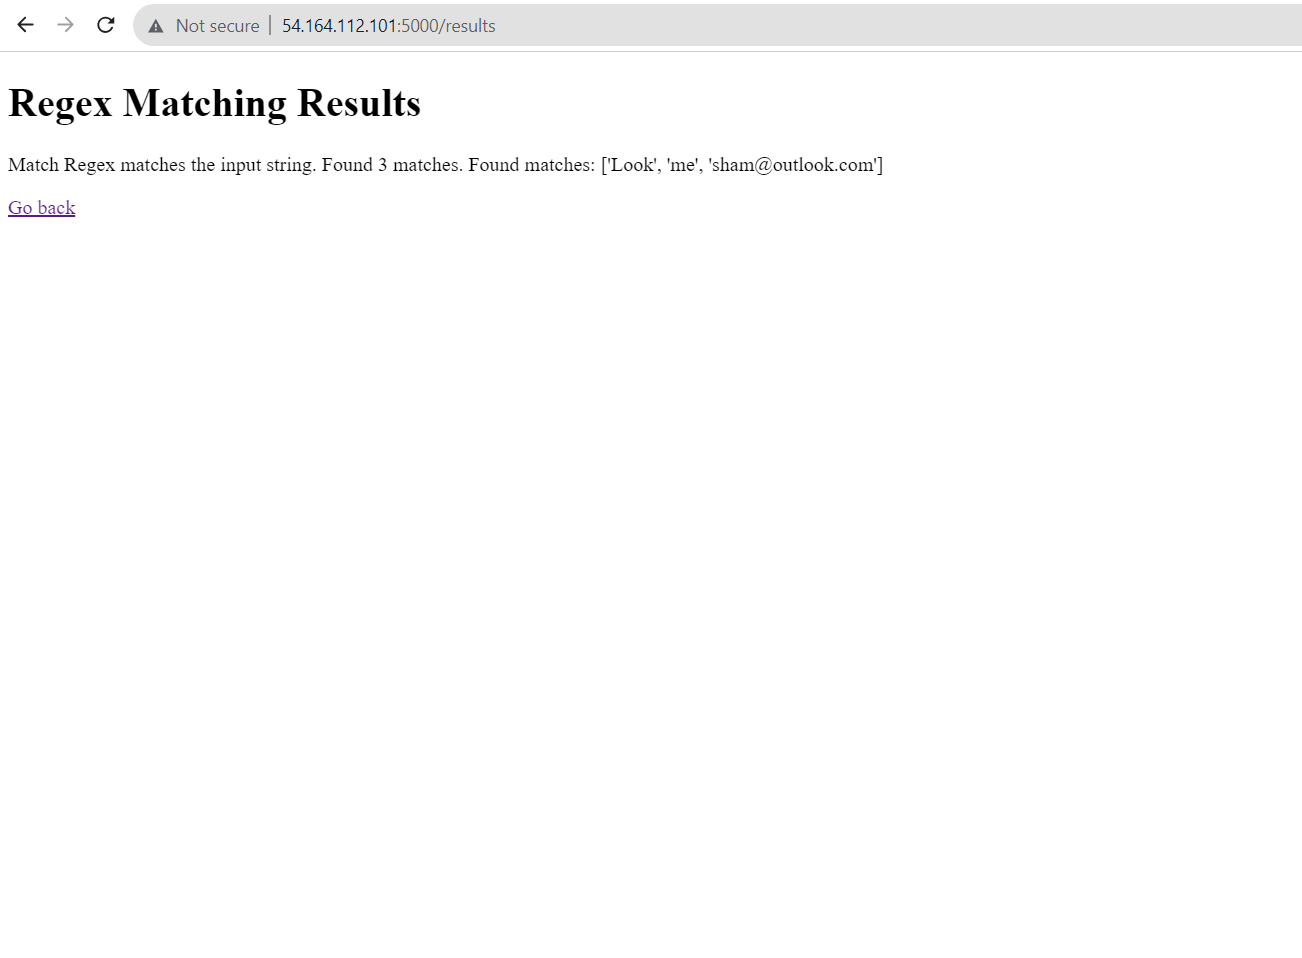 Not secure | 54.164.112.101:5000/results
Regex Matching Results
Match Regex matches the input string. Found 3 matches. Found matches: ['Look', 'me', 'sham@outlook.com']
Go back